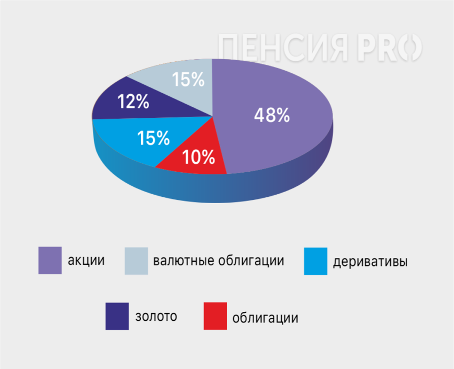 ПЕНСИЯ PRO
15%
12%
48%
15%
10%
акции
валютные облигации
деривативы
золото
облигации